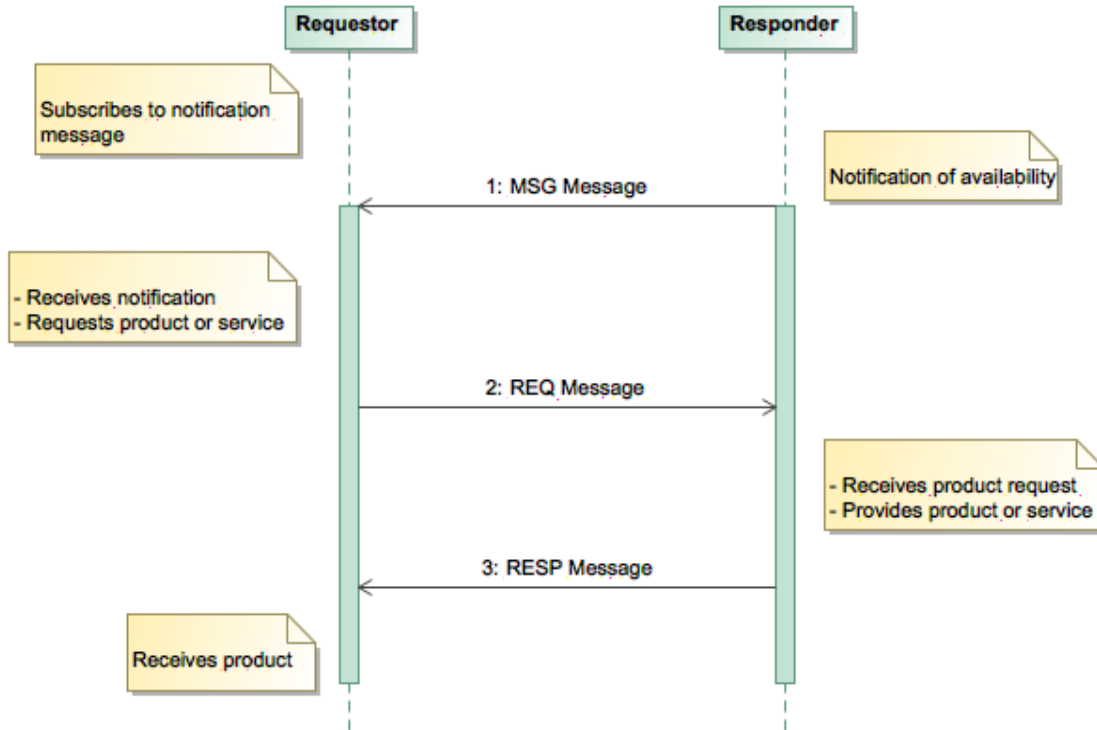 Requestor
Responder
Subscribes to notification
message
Notification of availability
1: MSG Message
- Receives notification
- Requests product or service
2: REQ Message
- Receives product request
- Provides product or service
3: RESP Message
Receives product